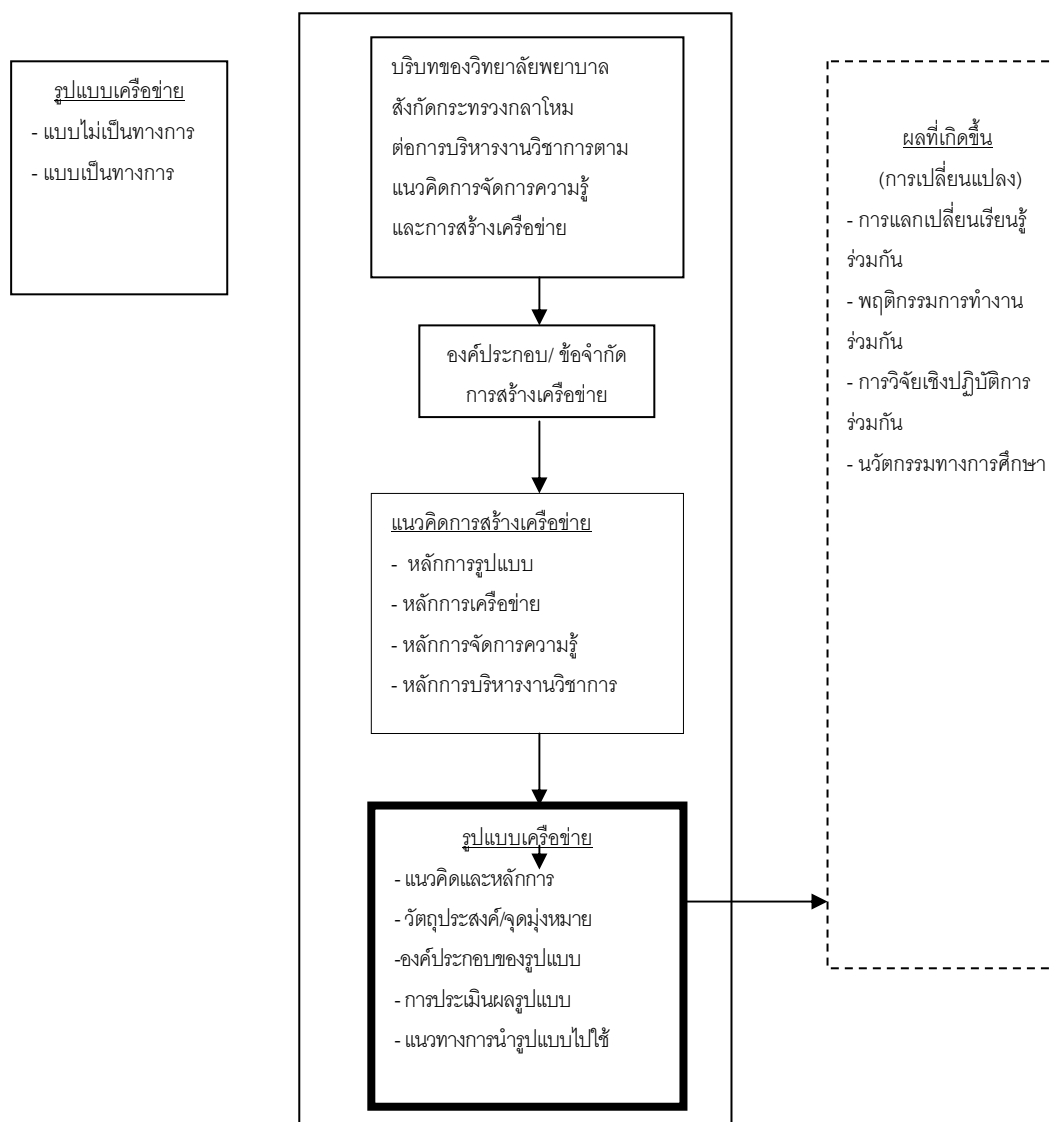 รูปแบบเครือข่าย
- แบบไม่เป็นทางการ
- แบบเป็นทางการ
บริบทของวิทยาลัยพยาบาล
สังกัดกระทรวงกลาโหม
ต่อการบริหารงานวิชาการตาม
แนวคิดการจัดการความรู้
และการสร้างเครือข่าย
องค์ประกอบ/ ข้อจำกัด
การสร้างเครือข่าย
แนวคิดการสร้างเครือข่าย
- หลักการรูปแบบ
- หลักการเครือข่าย
- หลักการจัดการความรู้
- หลักการบริหารงานวิชาการ
รูปแบบเครือข่าย
- แนวคิดและหลักการ
- วัตถุประสงค์/จุดมุ่งหมาย
-องค์ประกอบของรูปแบบ
- การประเมินผลรูปแบบ
- แนวทางการนำรูปแบบไปใช้
ผลที่เกิดขึ้น
(การเปลี่ยนแปลง)
- การแลกเปลี่ยนเรียนรู้
ร่วมกัน
- พฤติกรรมการทำงาน
ร่วมกัน
- การวิจัยเชิงปฏิบัติการ
ร่วมกัน
- นวัตกรรมทางการศึกษา